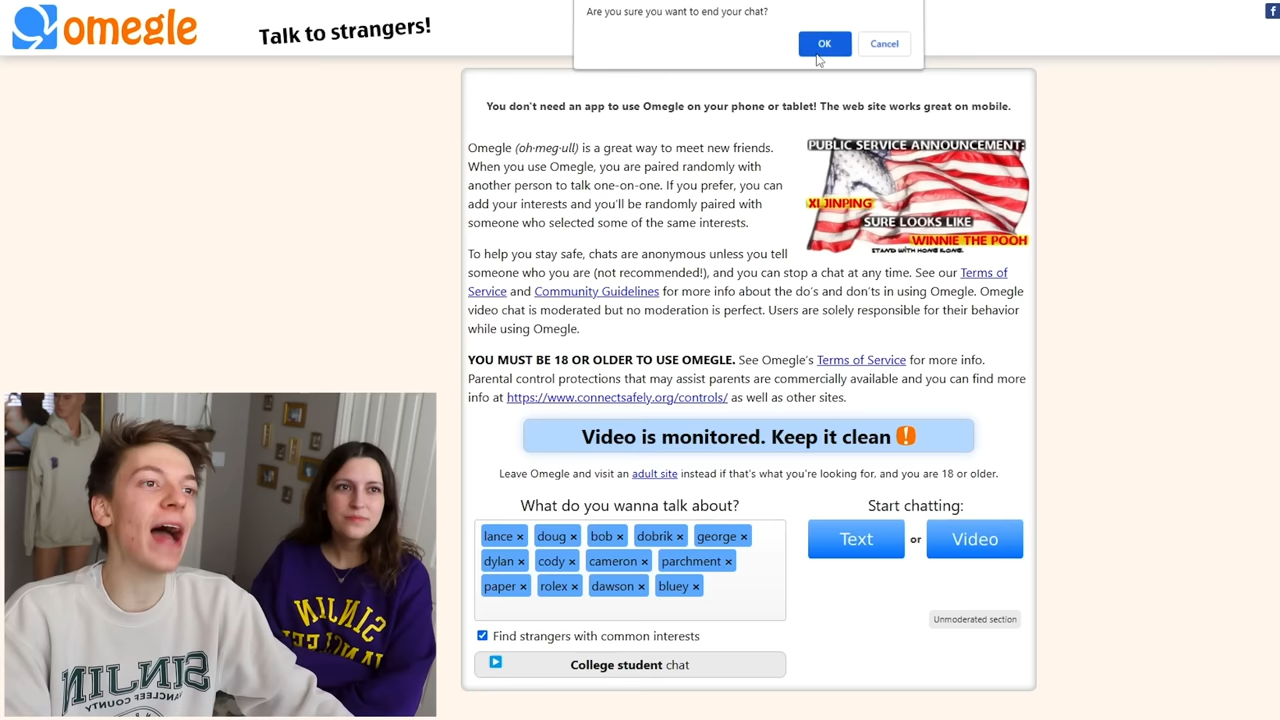 omegle
Talk to strangers!
Are you sure you want to end your chat?
OK
Cancel
You don't need an app to use Omegle on your phone or tablet! The web site works great on mobile.
Omegle (oh·meg·ull) is a great way to meet new friends.
When you use Omegle, you are paired randomly with
another person to talk one-on-one. If you prefer, you can
add your interests and you'll be randomly paired with
someone who selected some of the same interests.
PUBLIC SERVICE ANNOUNCEMENT:
XI JINPING
SURE LOOKS LIKE
WINNIE THE POOH
STAND WITH HONG KONG.
To help you stay safe, chats are anonymous unless you tell
someone who you are (not recommended!), and you can stop a chat at any time. See our Terms of
Service and Community Guidelines for more info about the do's and don'ts in using Omegle. Omegle
video chat is moderated but no moderation is perfect. Users are solely responsible for their behavior
while using Omegle.
YOU MUST BE 18 OR OLDER TO USE OMEGLE. See Omegle's Terms of Service for more info.
Parental control protections that may assist parents are commercially available and you can find more
info at https://www.connectsafely.org/controls/ as well as other sites.
Video is monitored. Keep it clean !
Leave Omegle and visit an adult site instead if that's what you're looking for, and you are 18 or older.
What do you wanna talk about?
lance × doug × bob × dobrik × george ×
dylan × cody × cameron × parchment ×
paper × rolex × dawson × bluey ×
Find strangers with common interests
College student chat
Start chatting:
Text or Video
Unmoderated section
SINJIN
VANCLEEF
COUNTY
SINJIN